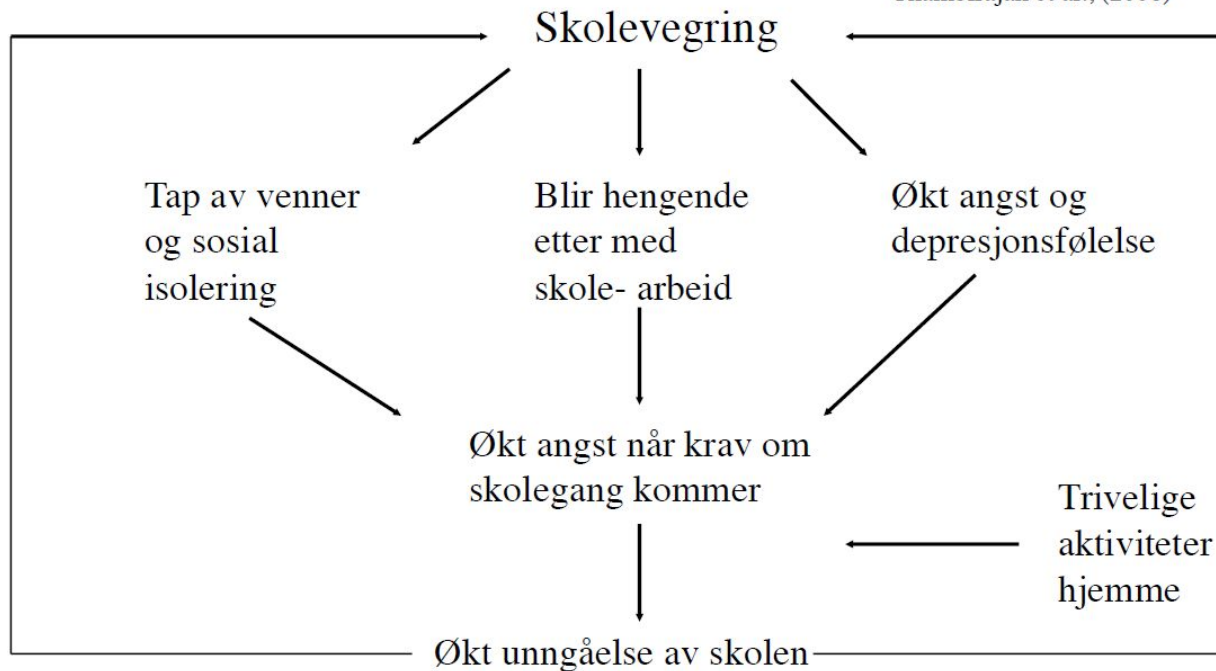 Skolevegring
Tap av venner
og sosial
isolering
Blir hengende
etter med
skole- arbeid
Økt angst og
depresjonsfølelse
Økt angst når krav om
skolegang kommer
Trivelige
aktiviteter
hjemme
Økt unngåelse av skolen